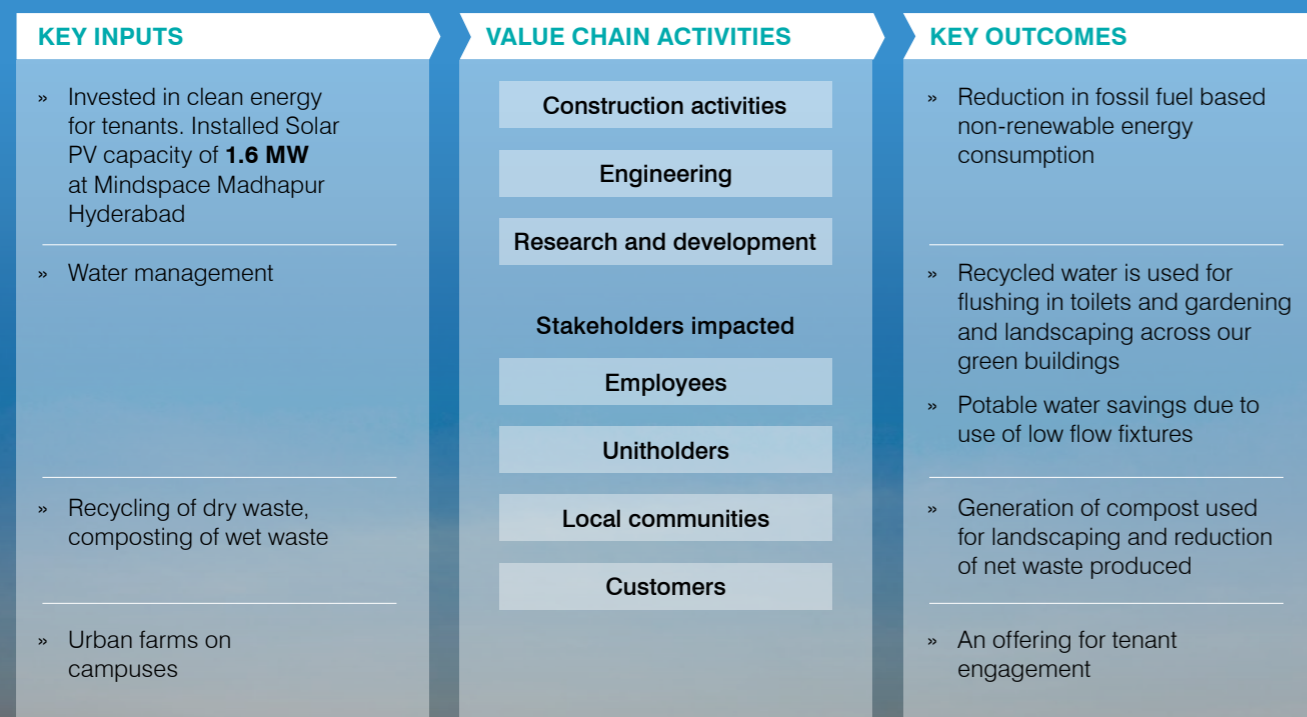 KEY INPUTS
» Invested in clean energy
for tenants. Installed Solar
PV capacity of 1.6 MW
at Mindspace Madhapur
Hyderabad
» Water management
» Recycling of dry waste,
composting of wet waste
» Urban farms on
campuses
VALUE CHAIN ACTIVITIES
Construction activities
Engineering
Research and development
Stakeholders impacted
Employees
Unitholders
Local communities
Customers
KEY OUTCOMES
» Reduction in fossil fuel based
non-renewable energy
consumption
» Recycled water is used for
flushing in toilets and gardening
and landscaping across our
green buildings
» Potable water savings due to
use of low flow fixtures
» Generation of compost used
for landscaping and reduction
of net waste produced
» An offering for tenant
engagement